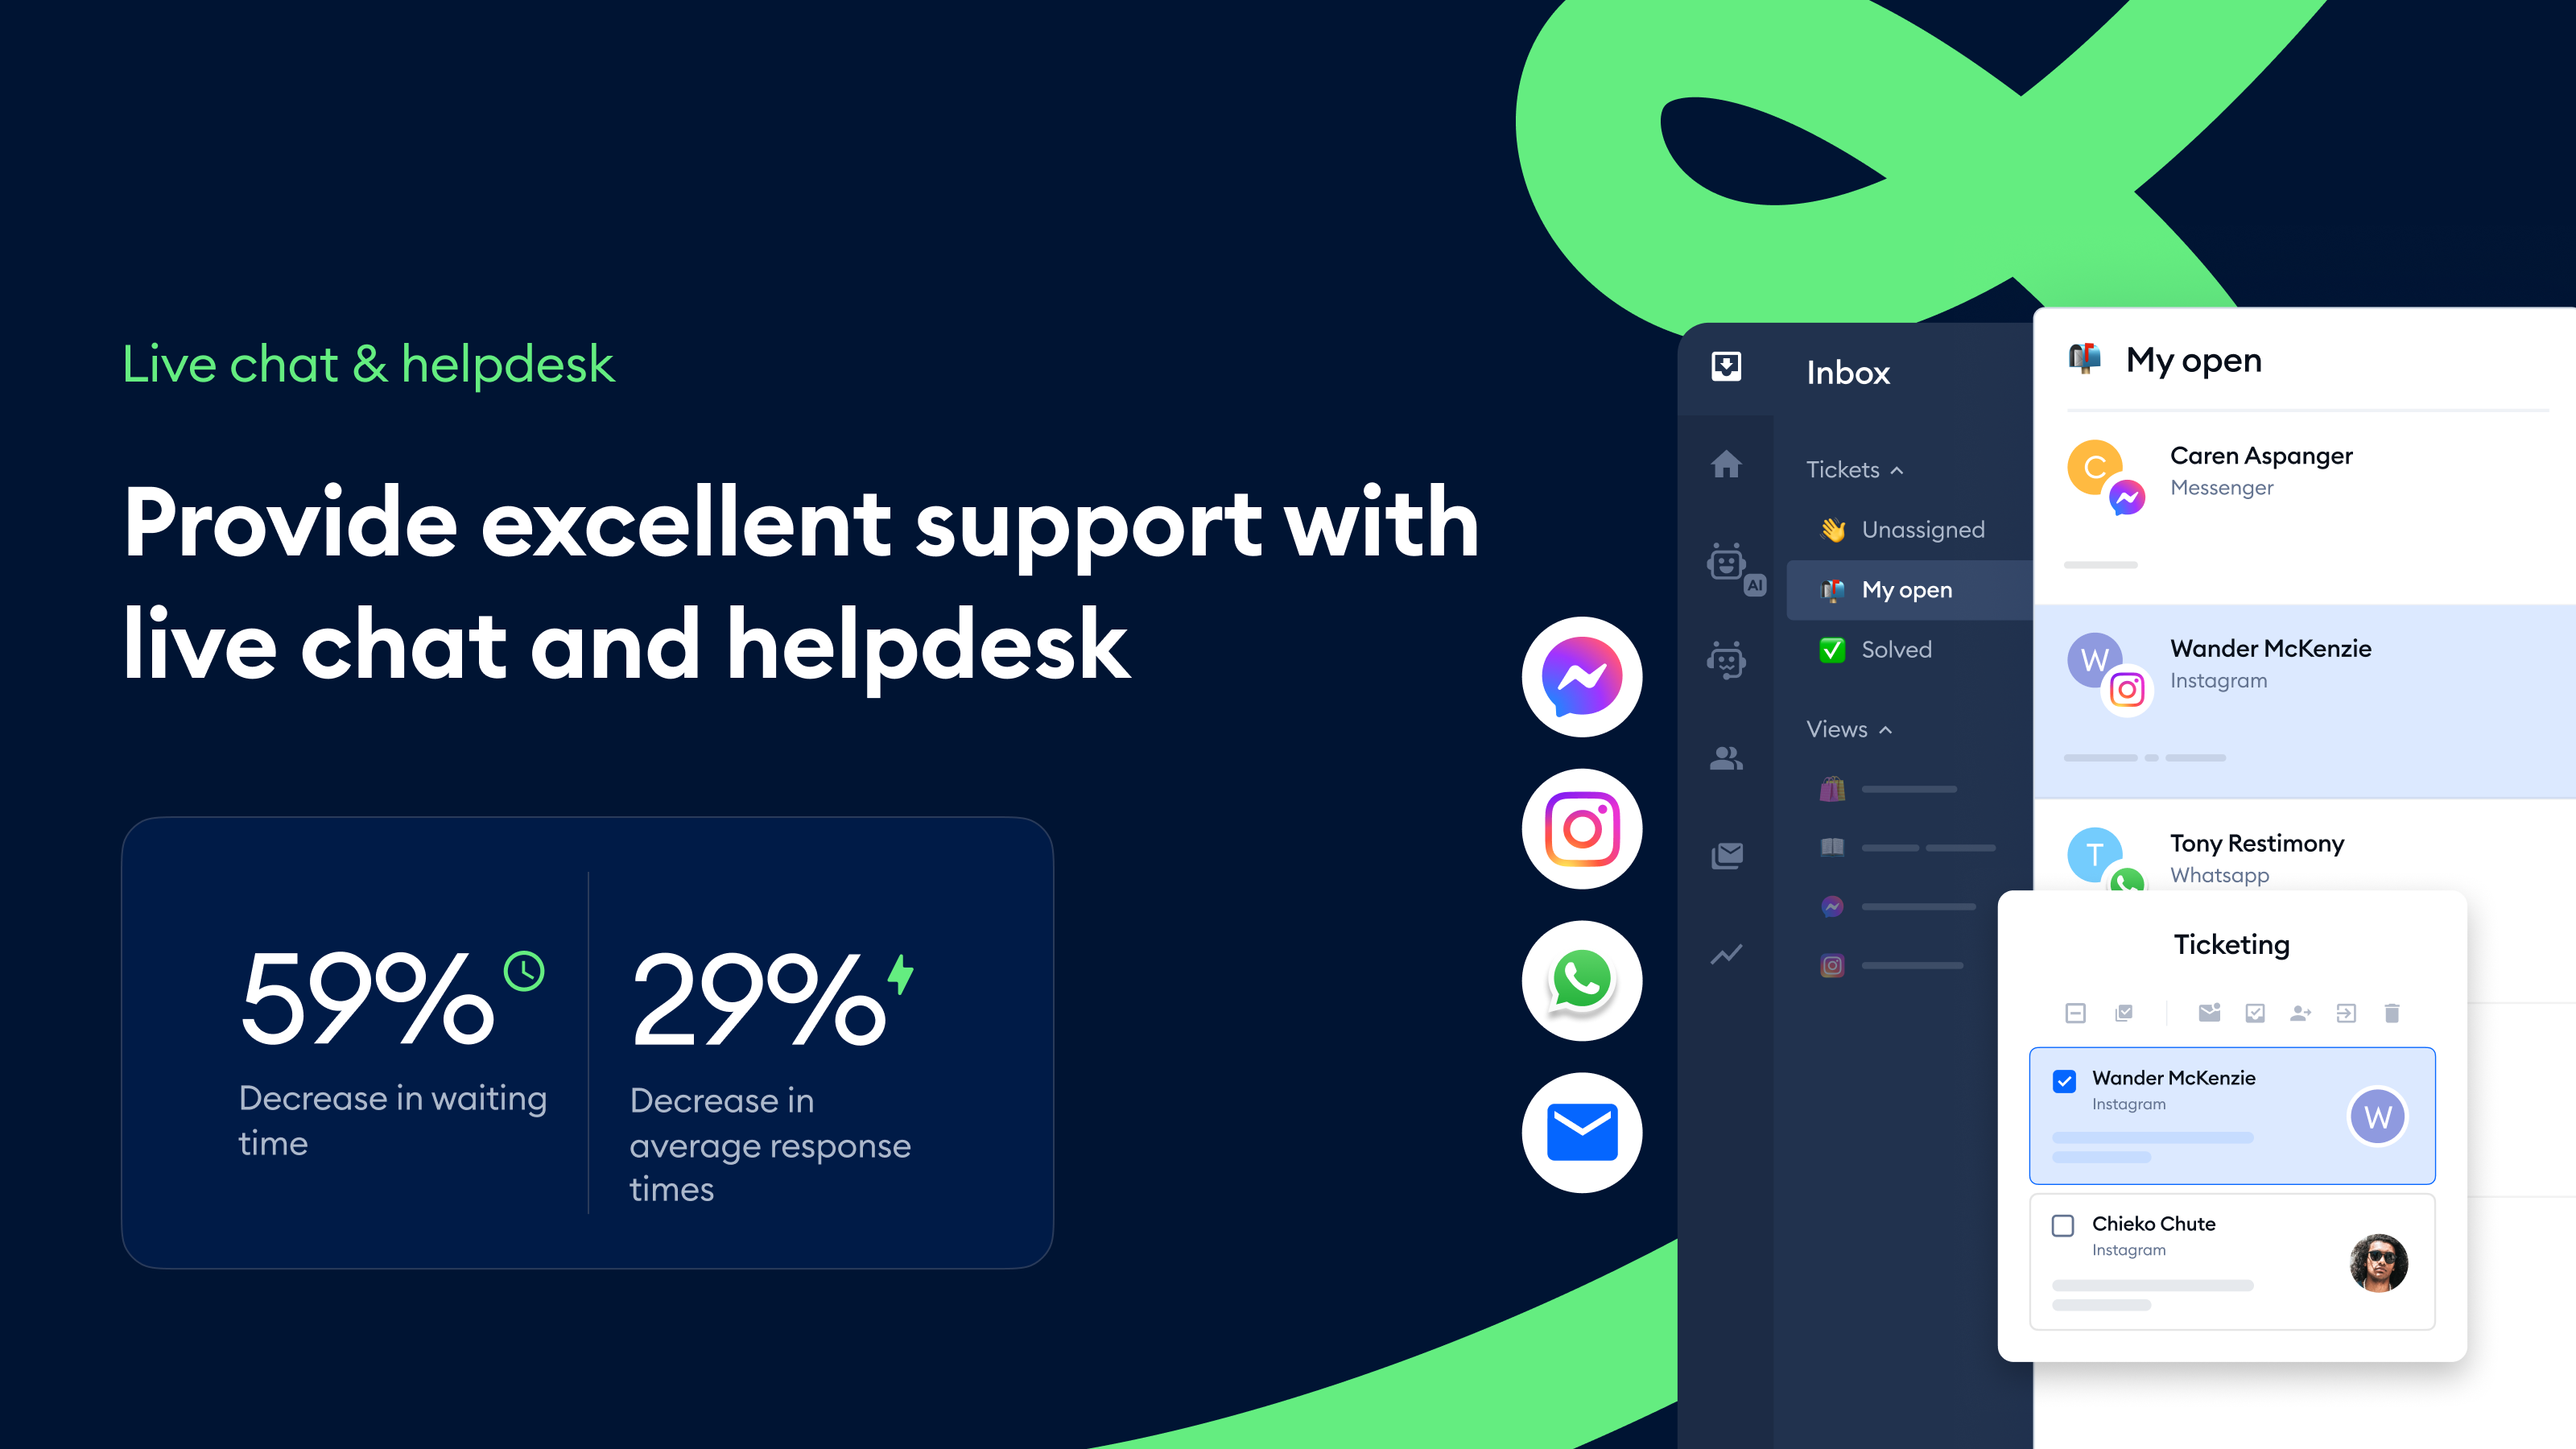 Live chat & helpdesk
Provide excellent support with
live chat and helpdesk
59%
Decrease in waiting
time
29%
Decrease in
average response
times
Inbox
Tickets
Unassigned
My open
Solved
Views
AI
My open
C
Caren Aspanger
Messenger
W
Wander McKenzie
Instagram
T
Tony Restimony
Whatsapp
Ticketing
Wander McKenzie
Instagram
W
Chieko Chute
Instagram